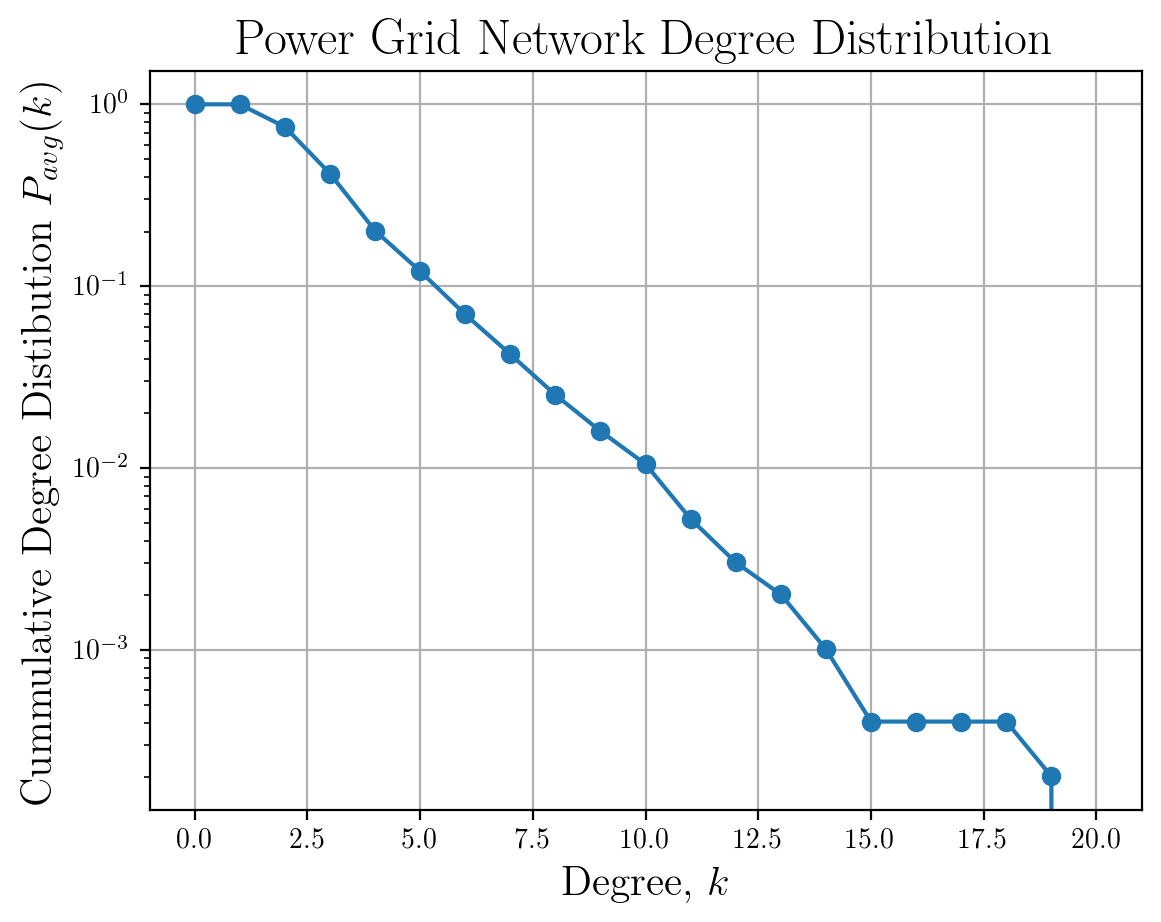 Power Grid Network Degree Distribution
Cummulative Degree Distibution $P_{avg}(k)$
$10^0$
$10^{-1}$
$10^{-2}$
$10^{-3}$
0.0 2.5 5.0 7.5 10.0 12.5 15.0 17.5 20.0
Degree, $k$